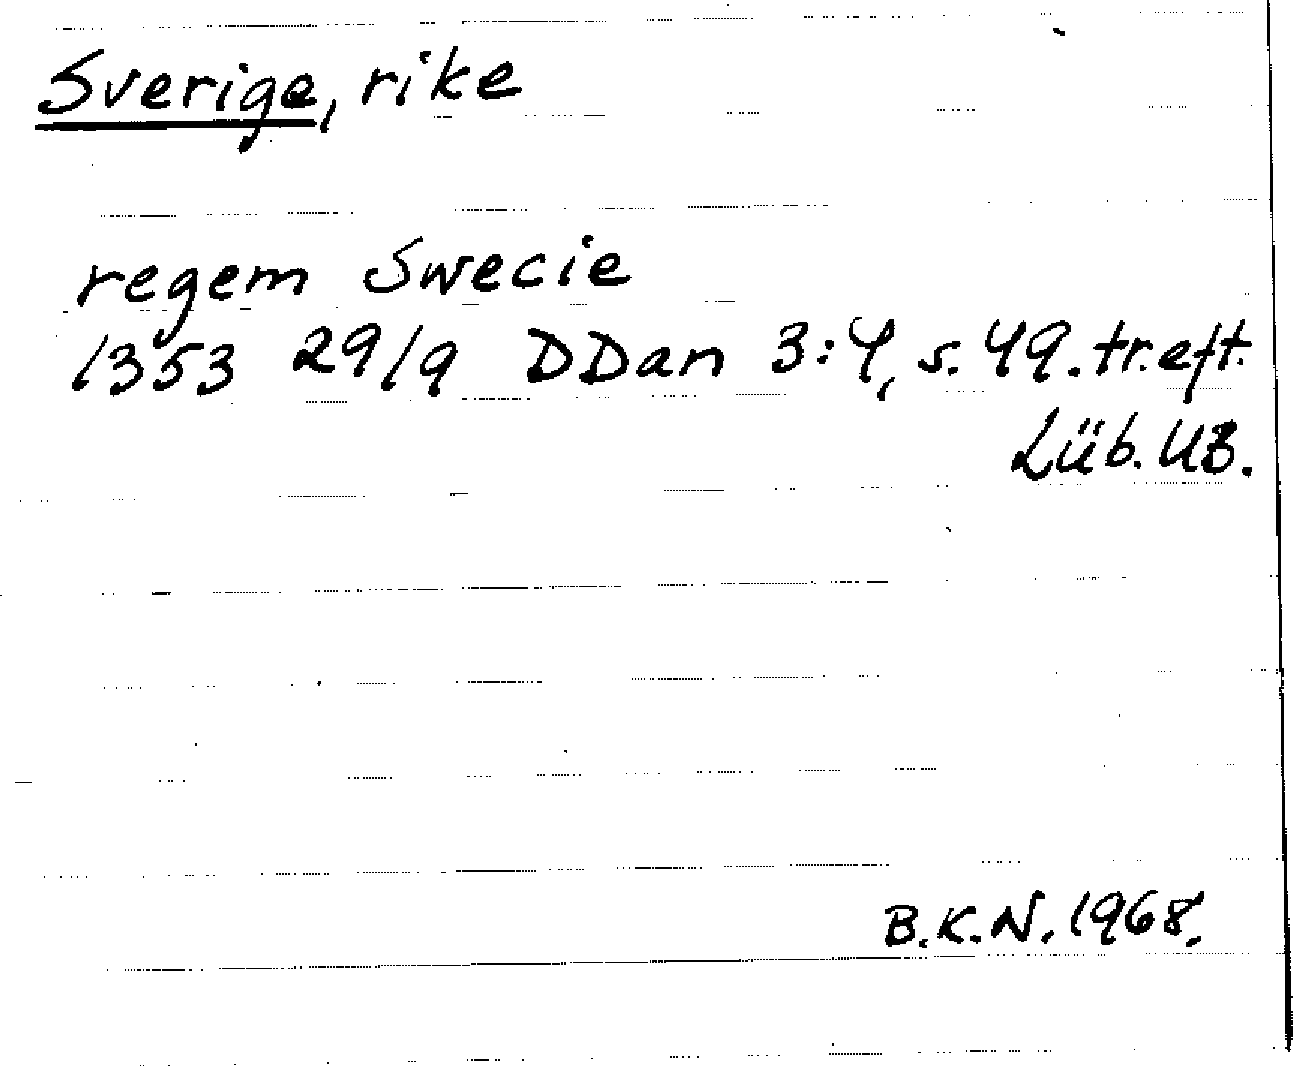 Sverige, rike
regem Swecie
1353 29/9 DDan 3:4, s. 49. tr. eft.
Lüb. UB.
B.K.N. 1968.